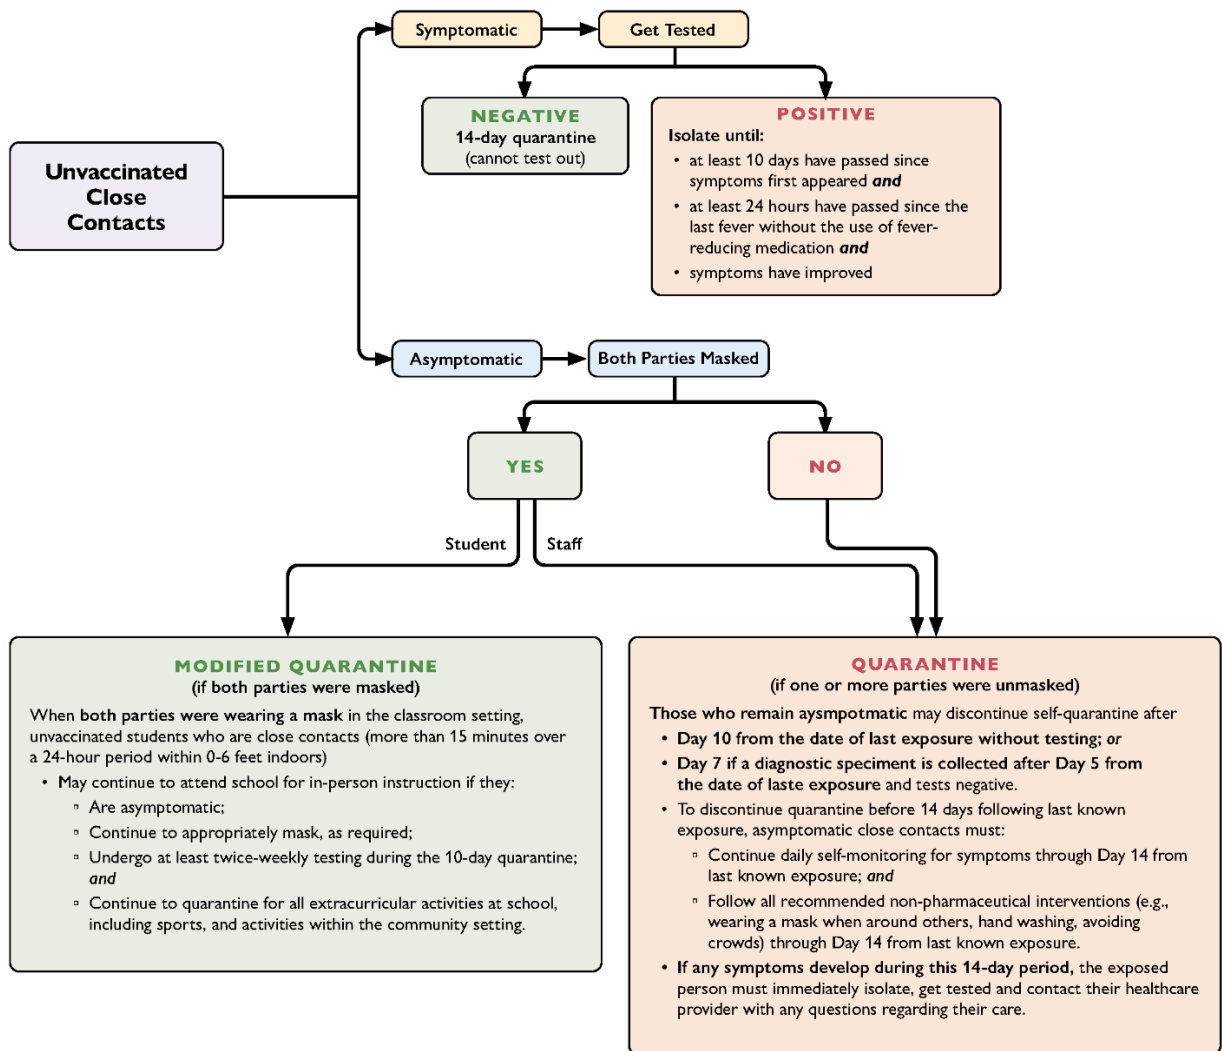 Symptomatic
Get Tested
NEGATIVE
14-day quarantine
(cannot test out)
POSITIVE
Isolate until:
• at least 10 days have passed since
symptoms first appeared and
• at least 24 hours have passed since the
last fever without the use of fever-
reducing medication and
• symptoms have improved
Unvaccinated
Close
Contacts
Asymptomatic
Both Parties Masked
YES
NO
Student
Staff
MODIFIED QUARANTINE
(if both parties were masked)
When both parties were wearing a mask in the classroom setting,
unvaccinated students who are close contacts (more than 15 minutes over
a 24-hour period within 0-6 feet indoors)
• May continue to attend school for in-person instruction if they:
▫ Are asymptomatic;
▫ Continue to appropriately mask, as required;
▫ Undergo at least twice-weekly testing during the 10-day quarantine;
and
▫ Continue to quarantine for all extracurricular activities at school,
including sports, and activities within the community setting.
QUARANTINE
(if one or more parties were unmasked)
Those who remain aysmpotmatic may discontinue self-quarantine after
• Day 10 from the date of last exposure without testing; or
• Day 7 if a diagnostic speciment is collected after Day 5 from
the date of laste exposure and tests negative.
• To discontinue quarantine before 14 days following last known
exposure, asymptomatic close contacts must:
▫ Continue daily self-monitoring for symptoms through Day 14 from
last known exposure; and
▫ Follow all recommended non-pharmaceutical interventions (e.g.,
wearing a mask when around others, hand washing, avoiding
crowds) through Day 14 from last known exposure.
• If any symptoms develop during this 14-day period, the exposed
person must immediately isolate, get tested and contact their healthcare
provider with any questions regarding their care.